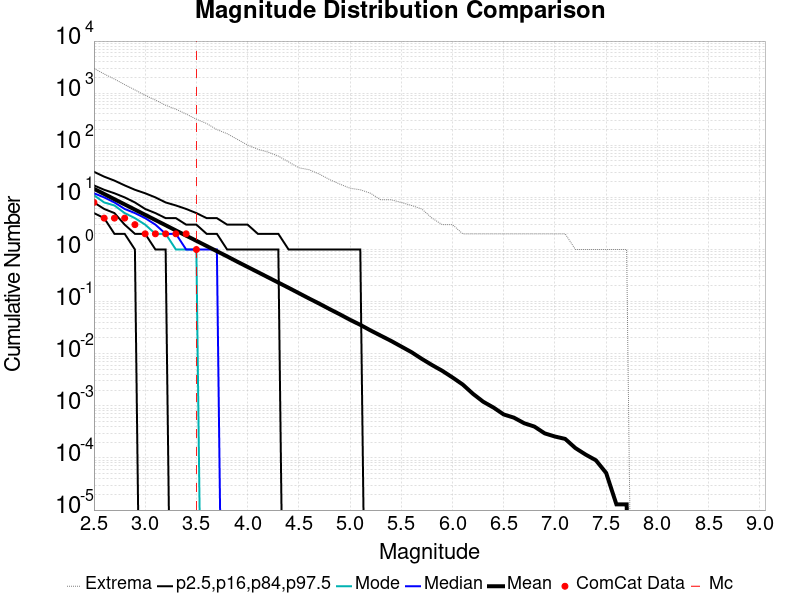 Magnitude Distribution Comparison
10^4
10^3
10^2
10^1
10^0
10^-1
10^-2
10^-3
10^-4
10^-5
Cumulative Number
2.5 3.0 3.5 4.0 4.5 5.0 5.5 6.0 6.5 7.0 7.5 8.0 8.5 9.0
Magnitude
Extrema p2.5,p16,p84,p97.5 Mode Median Mean ComCat Data Mc